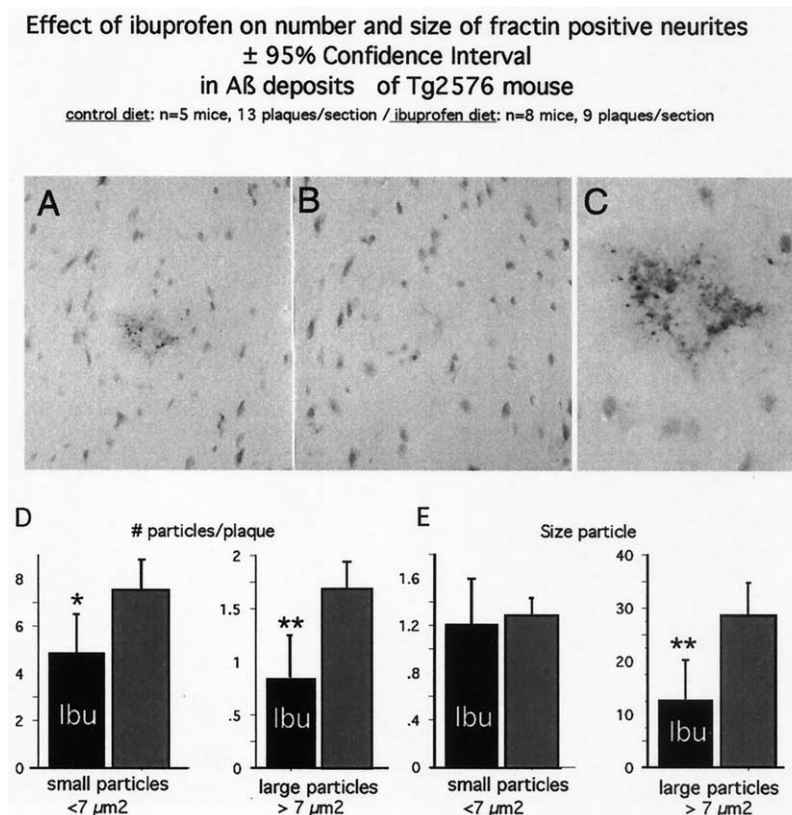 Effect of ibuprofen on number and size of fractin positive neurites
± 95% Confidence Interval
in Aß deposits of Tg2576 mouse
control diet: n=5 mice, 13 plaques/section / ibuprofen diet: n=8 mice, 9 plaques/section
A
B
C
D
# particles/plaque
E
Size particle
8
6
4
2
0
*
Ibu
small particles
<7 µm2
2
1.5
1
.5
0
**
Ibu
large particles
> 7 µm2
1.6
1.2
.8
.4
0
Ibu
small particles
<7 µm2
40
30
20
10
0
**
Ibu
large particles
> 7 µm2